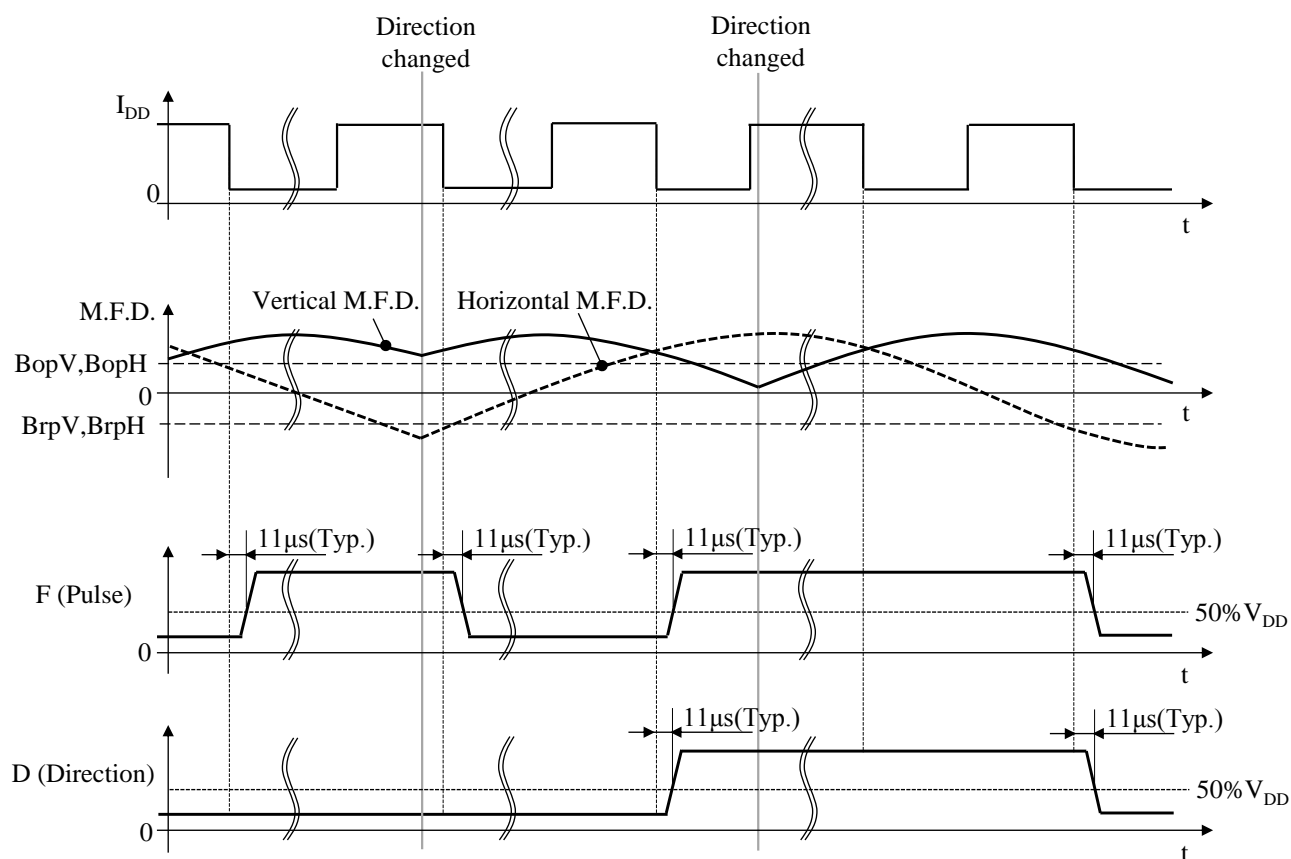 Direction
changed
Direction
changed
IDD
0
t
M.F.D.
Vertical M.F.D.
Horizontal M.F.D.
BopV,BopH
0
t
BrpV,BrpH
11μs(Typ.)
11μs(Typ.)
11μs(Typ.)
11μs(Typ.)
F (Pulse)
50%VDD
0
t
11μs(Typ.)
11μs(Typ.)
D (Direction)
50%VDD
0
t